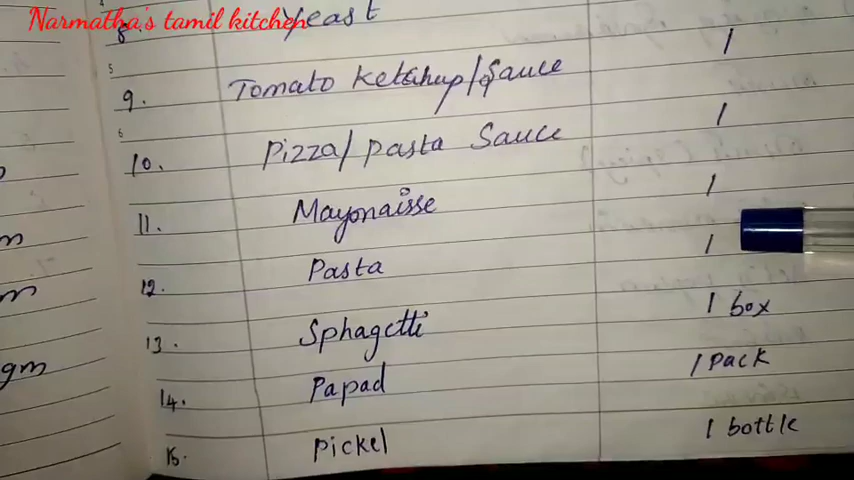 Narmatha's tamil kitchen
8. Yeast
9. Tomato ketchup/Sauce 1
10. Pizza/Pasta Sauce 1
11. Mayonaisse 1
12. Pasta 1
13. Sphagetti 1 box
14. Papad 1 pack
15. Pickel 1 bottle
gm